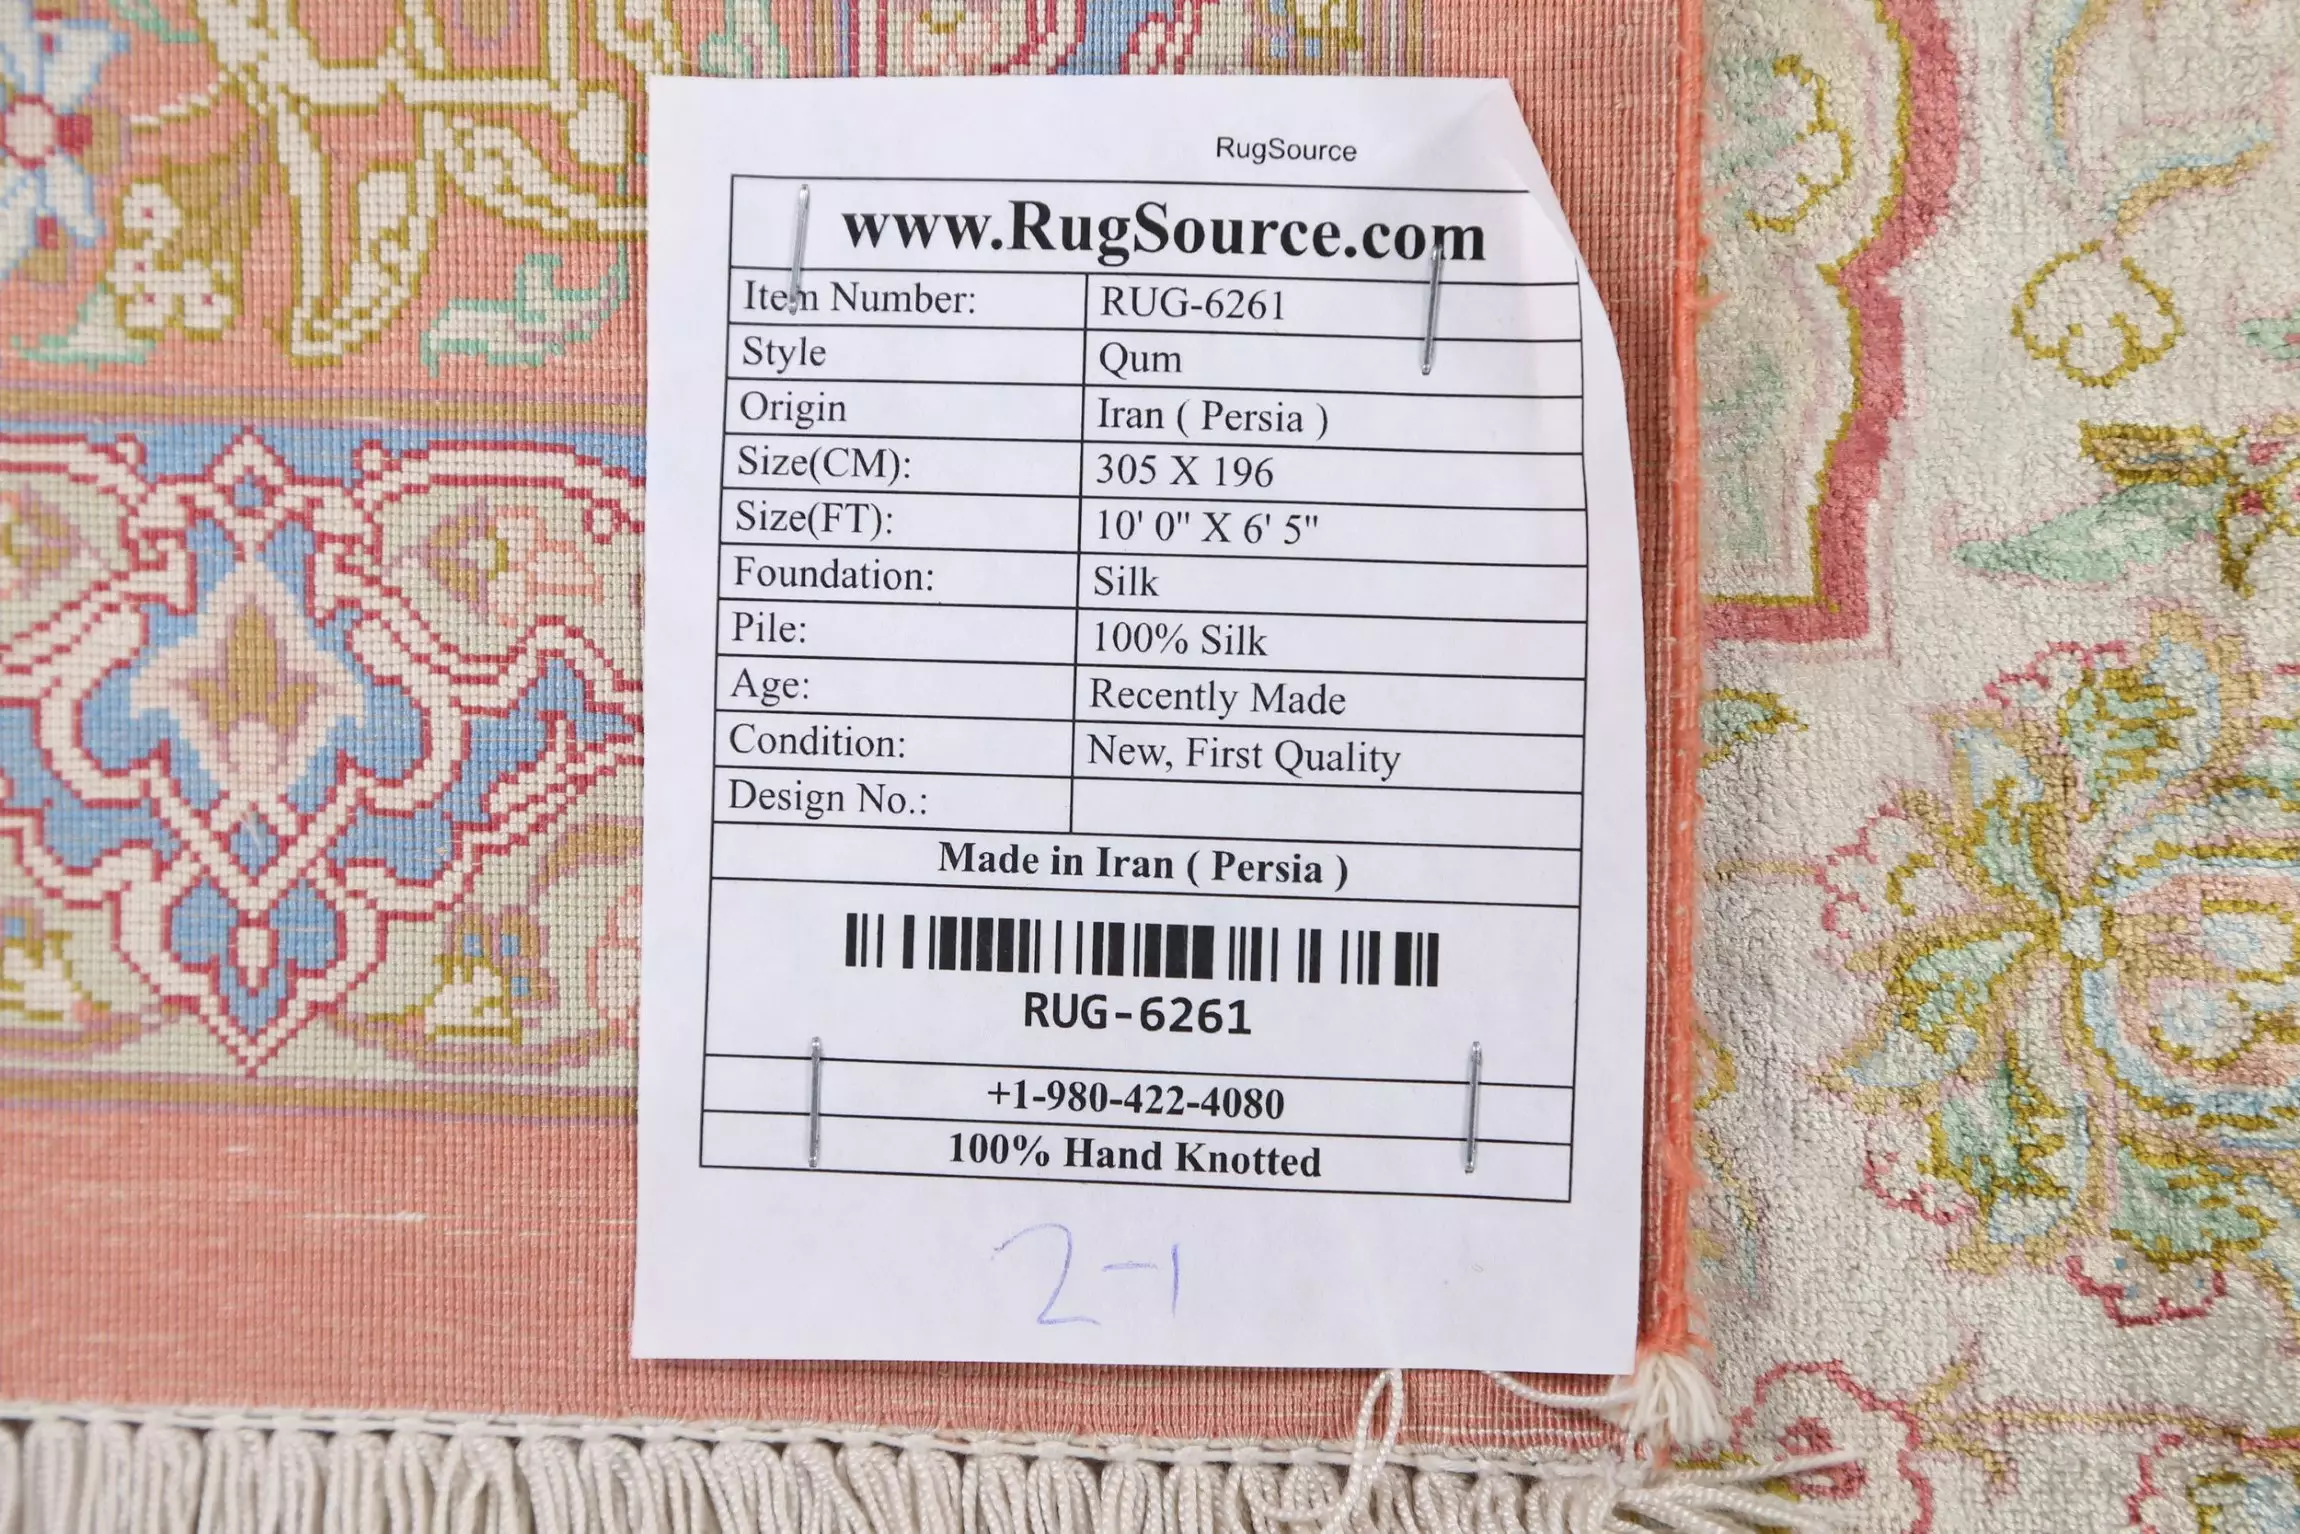 RugSource
www.RugSource.com
Item Number: RUG-6261
Style Qum
Origin Iran ( Persia )
Size(CM): 305 X 196
Size(FT): 10' 0" X 6' 5"
Foundation: Silk
Pile: 100% Silk
Age: Recently Made
Condition: New, First Quality
Design No.:
Made in Iran ( Persia )
RUG-6261
+1-980-422-4080
100% Hand Knotted
2-1